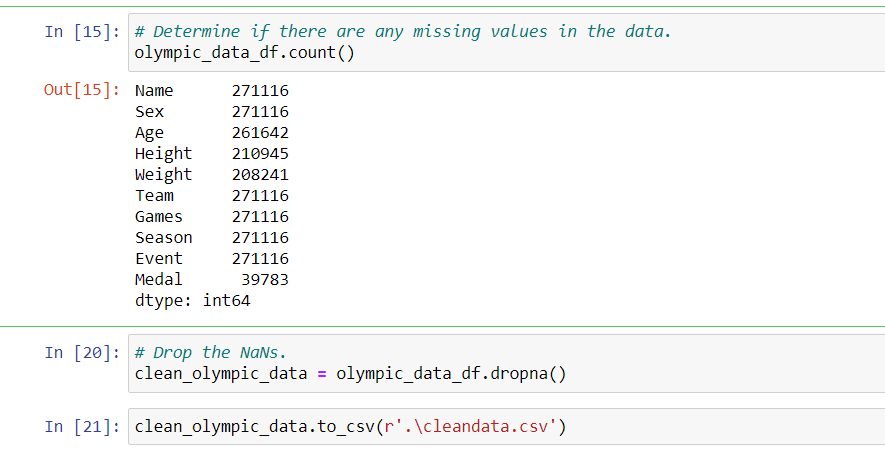 In [15]: # Determine if there are any missing values in the data.
olympic_data_df.count()
Out[15]: Name 271116
Sex 271116
Age 261642
Height 210945
Weight 208241
Team 271116
Games 271116
Season 271116
Event 271116
Medal 39783
dtype: int64
In [20]: # Drop the NaNs.
clean_olympic_data = olympic_data_df.dropna()
In [21]: clean_olympic_data.to_csv(r'.\cleandata.csv')